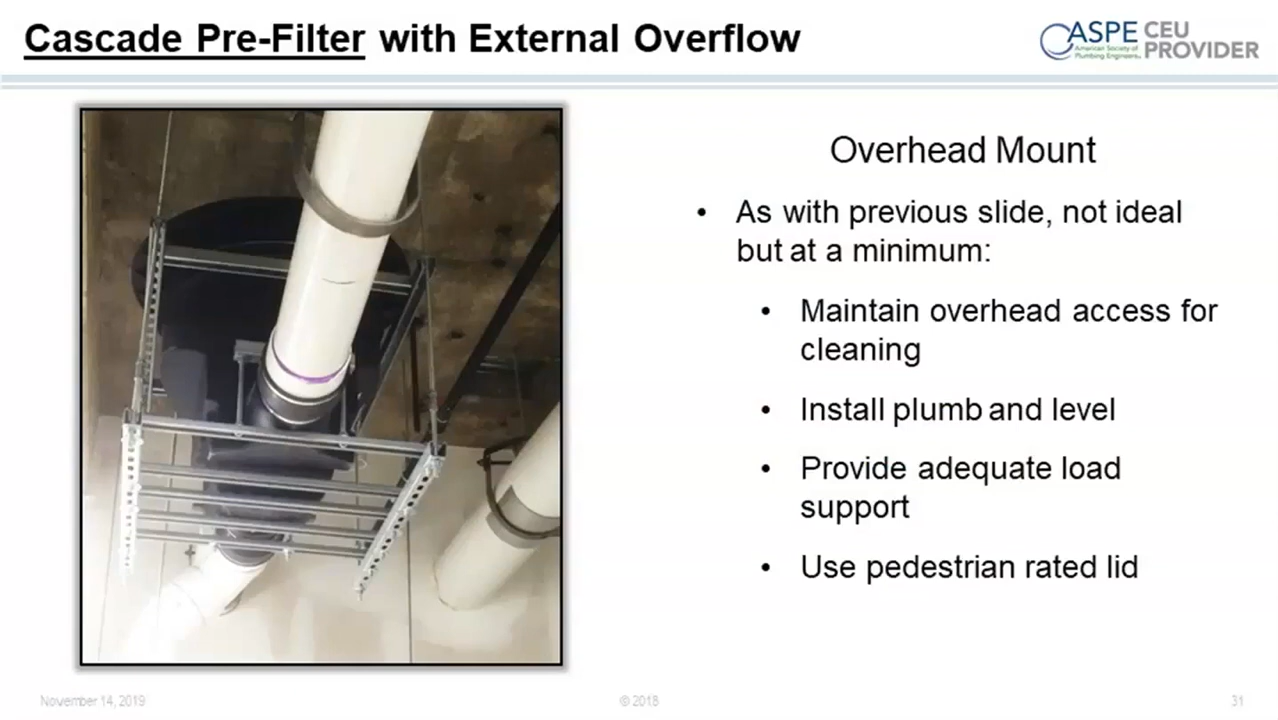 Cascade Pre-Filter with External Overflow
ASPE CEU
American Society of
Plumbing Engineers
PROVIDER
Overhead Mount
• As with previous slide, not ideal
but at a minimum:
• Maintain overhead access for
cleaning
• Install plumb and level
• Provide adequate load
support
• Use pedestrian rated lid
November 14, 2019
© 2018
31